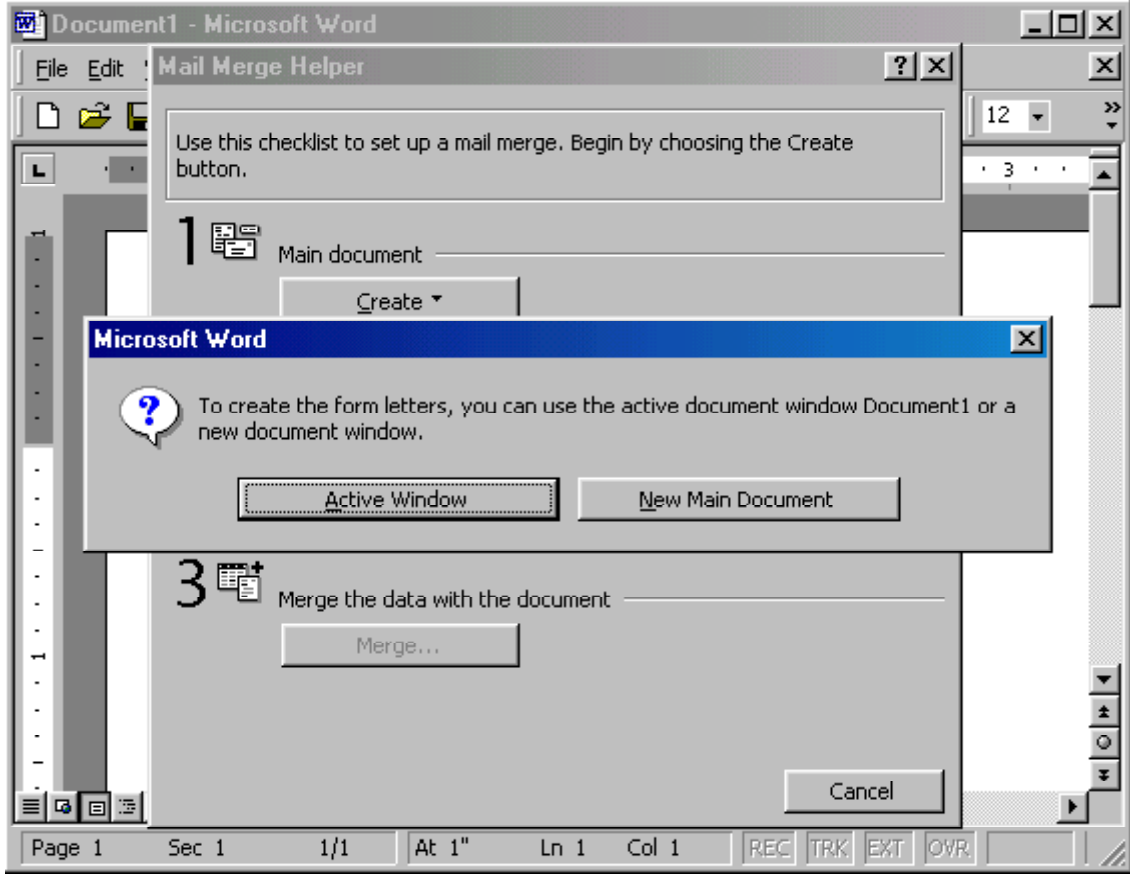 Document1 - Microsoft Word
File Edit
Mail Merge Helper
12
Use this checklist to set up a mail merge. Begin by choosing the Create
button.
3
1
1 Main document
Create
Microsoft Word
To create the form letters, you can use the active document window Document1 or a
new document window.
Active Window New Main Document
3 Merge the data with the document
Merge...
1
Cancel
Page 1 Sec 1 1/1 At 1" Ln 1 Col 1 REC TRK EXT OVR